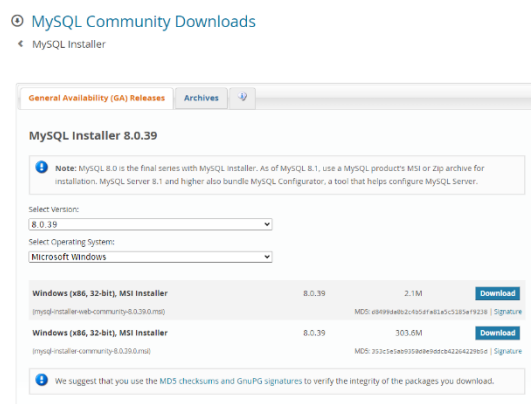 MySQL Community Downloads
MySQL Installer
General Availability (GA) Releases
Archives
MySQL Installer 8.0.39
Note: MySQL 8.0 is the final series with MySQL Installer. As of MySQL 8.1, use a MySQL product's MSI or Zip archive for
installation. MySQL Server 8.1 and higher also bundle MySQL Configurator, a tool that helps configure MySQL Server.
Select Version:
8.0.39
Select Operating System:
Microsoft Windows
Windows (x86, 32-bit), MSI Installer 8.0.39 2.1M Download
(mysql-installer-web-community-8.0.39.0.msi) MD5: | Signature
Windows (x86, 32-bit), MSI Installer 8.0.39 303.6M Download
(mysql-installer-community-8.0.39.0.msi) MD5: | Signature
We suggest that you use the MD5 checksums and GnuPG signatures to verify the integrity of the packages you download.